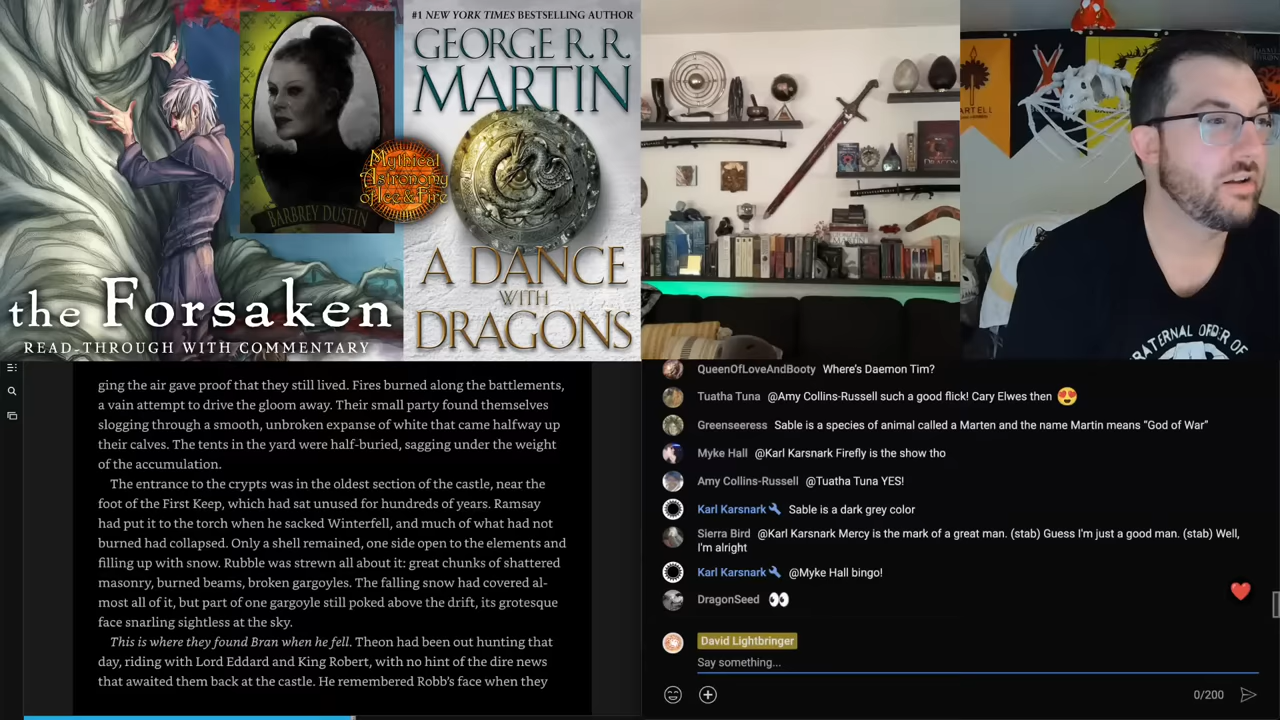 #1 NEW YORK TIMES BESTSELLING AUTHOR
GEORGE R. R.
MARTIN
A DANCE
WITH
DRAGONS
BARBREY DUSTIN
Mythical
Astronomy
of Ice & Fire
the Forsaken
READ-THROUGH WITH COMMENTARY
DRAGON
MARTIN
FRATERNAL ORDER OF
ging the air gave proof that they still lived. Fires burned along the battlements,
a vain attempt to drive the gloom away. Their small party found themselves
slogging through a smooth, unbroken expanse of white that came halfway up
their calves. The tents in the yard were half-buried, sagging under the weight
of the accumulation.
The entrance to the crypts was in the oldest section of the castle, near the
foot of the First Keep, which had sat unused for hundreds of years. Ramsay
had put it to the torch when he sacked Winterfell, and much of what had not
burned had collapsed. Only a shell remained, one side open to the elements and
filling up with snow. Rubble was strewn all about it: great chunks of shattered
masonry, burned beams, broken gargoyles. The falling snow had covered al-
most all of it, but part of one gargoyle still poked above the drift, its grotesque
face snarling sightless at the sky.
This is where they found Bran when he fell. Theon had been out hunting that
day, riding with Lord Eddard and King Robert, with no hint of the dire news
that awaited them back at the castle. He remembered Robb's face when they
QueenOfLoveAndBooty Where's Daemon Tim?
Tuatha Tuna @Amy Collins-Russell such a good flick! Cary Elwes then 😍
Greenseeress Sable is a species of animal called a Marten and the name Martin means “God of War”
Myke Hall @Karl Karsnark Firefly is the show tho
Amy Collins-Russell @Tuatha Tuna YES!
Karl Karsnark Sable is a dark grey color
Sierra Bird @Karl Karsnark Mercy is the mark of a great man. (stab) Guess I'm just a good man. (stab) Well,
I'm alright
Karl Karsnark @Myke Hall bingo!
DragonSeed 👀
David Lightbringer
Say something...
0/200